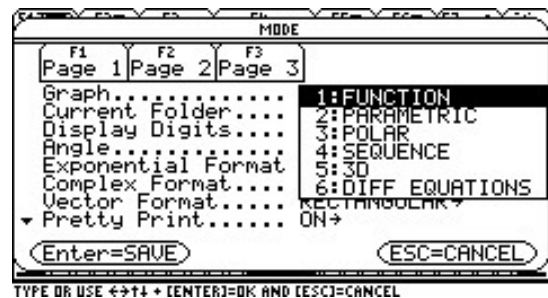 MODE
F1 F2 F3
Page 1 Page 2 Page 3
Graph.............. 1:FUNCTION
Current Folder.... 2:PARAMETRIC
Display Digits.... 3:POLAR
Angle.............. 4:SEQUENCE
Exponential Format 5:3D
Complex Format.... 6:DIFF EQUATIONS
Vector Format..... RECTANGULAR→
Pretty Print...... ON→
Enter=SAVE ESC=CANCEL
TYPE OR USE ←→↑↓ + [ENTER]=OK AND [ESC]=CANCEL